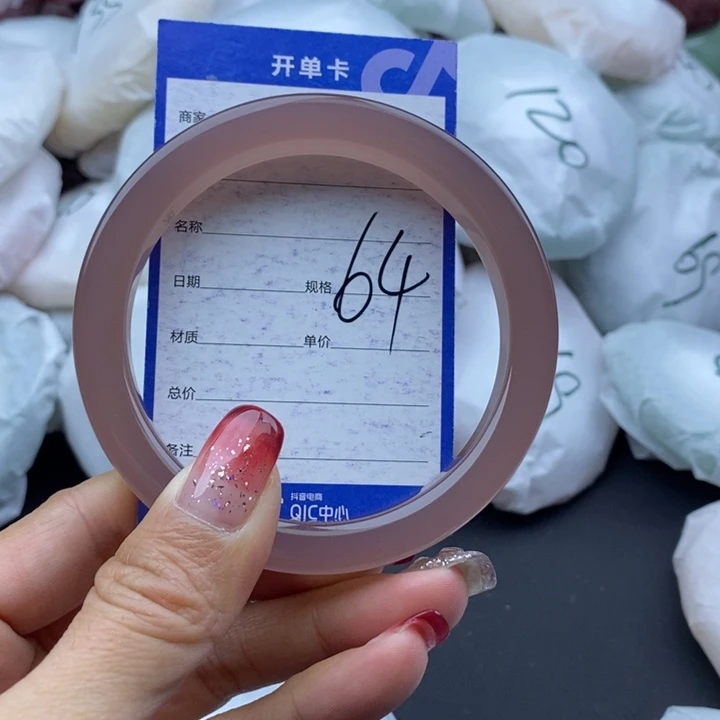 开单卡
商家
名称
日期 规格 64
材质 单价
总价
备注
抖音电商
QIC中心
120